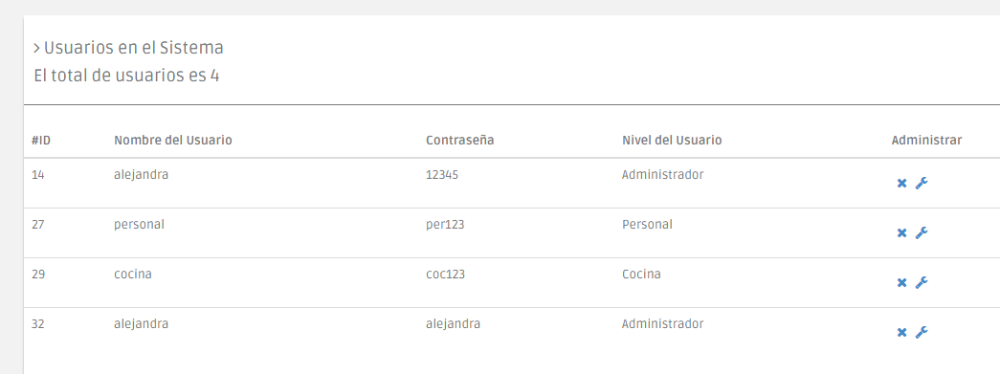 > Usuarios en el Sistema
El total de usuarios es 4
#ID Nombre del Usuario Contraseña Nivel del Usuario Administrar
14 alejandra 12345 Administrador
27 personal per123 Personal
29 cocina coc123 Cocina
32 alejandra alejandra Administrador